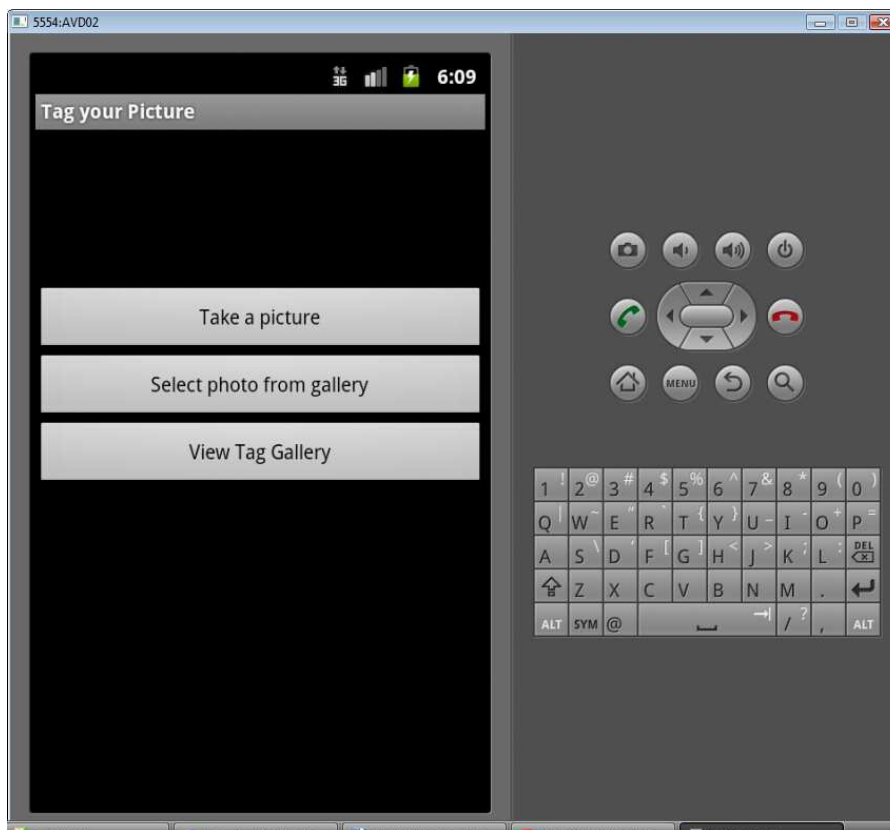 5554:AVD02
3G 6:09
Tag your Picture
Take a picture
Select photo from gallery
View Tag Gallery
MENU
1 ! 2 @ 3 # 4 $ 5 % 6 ^ 7 & 8 * 9 ( 0 )
Q | W ~ E " R ` T { Y } U _ I - O + P =
A S \ D ' F [ G ] H < J > K ; L : DEL
Z X C V B N M .
ALT SYM @ / ? , ALT